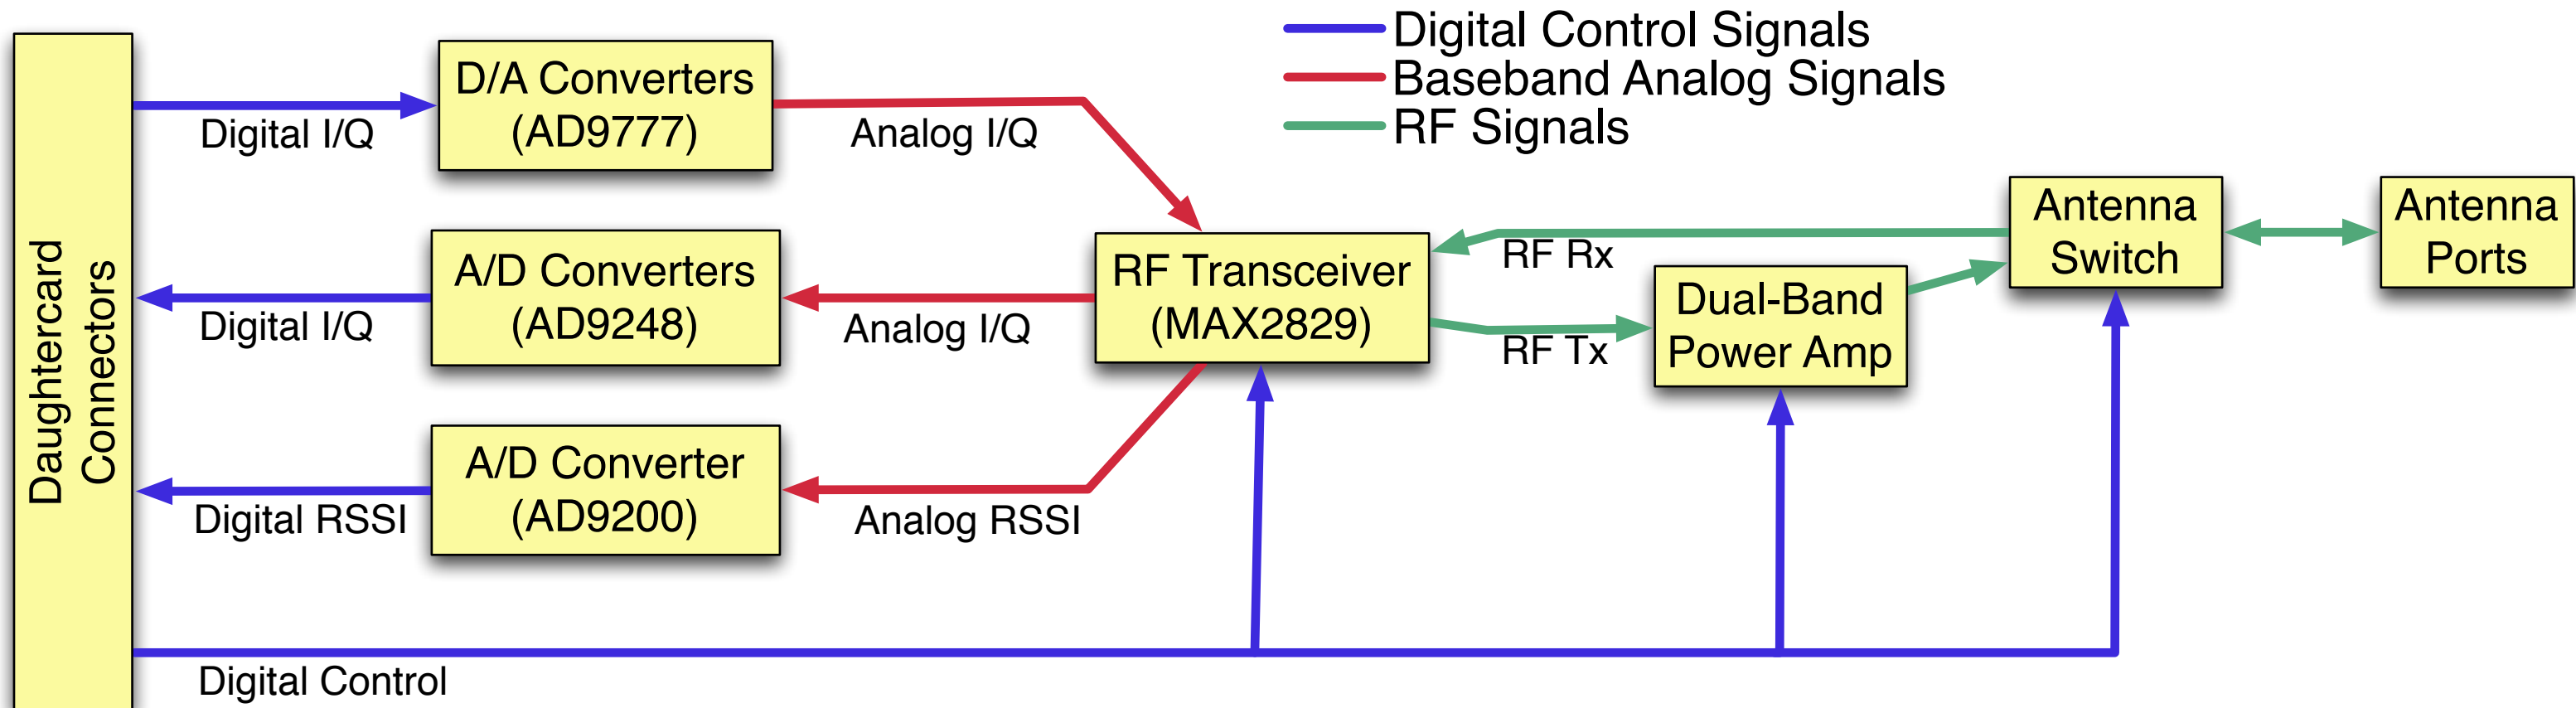 Digital Control Signals
Baseband Analog Signals
RF Signals
Daughtercard
Connectors
D/A Converters
(AD9777)
Digital I/Q
Analog I/Q
A/D Converters
(AD9248)
Digital I/Q
Analog I/Q
A/D Converter
(AD9200)
Digital RSSI
Analog RSSI
RF Transceiver
(MAX2829)
RF Rx
RF Tx
Dual-Band
Power Amp
Antenna
Switch
Antenna
Ports
Digital Control